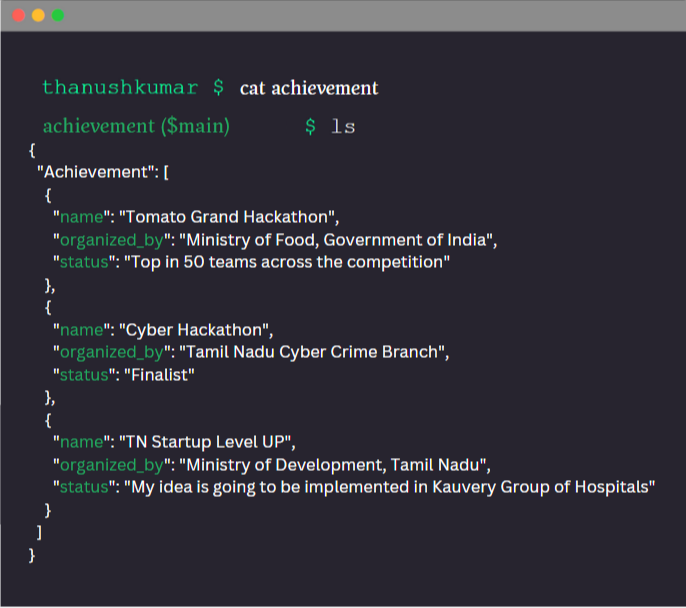 thanushkumar $ cat achievement
achievement ($main) $ ls
{
"Achievement": [
{
"name": "Tomato Grand Hackathon",
"organized_by": "Ministry of Food, Government of India",
"status": "Top in 50 teams across the competition"
},
{
"name": "Cyber Hackathon",
"organized_by": "Tamil Nadu Cyber Crime Branch",
"status": "Finalist"
},
{
"name": "TN Startup Level UP",
"organized_by": "Ministry of Development, Tamil Nadu",
"status": "My idea is going to be implemented in Kauvery Group of Hospitals"
}
]
}